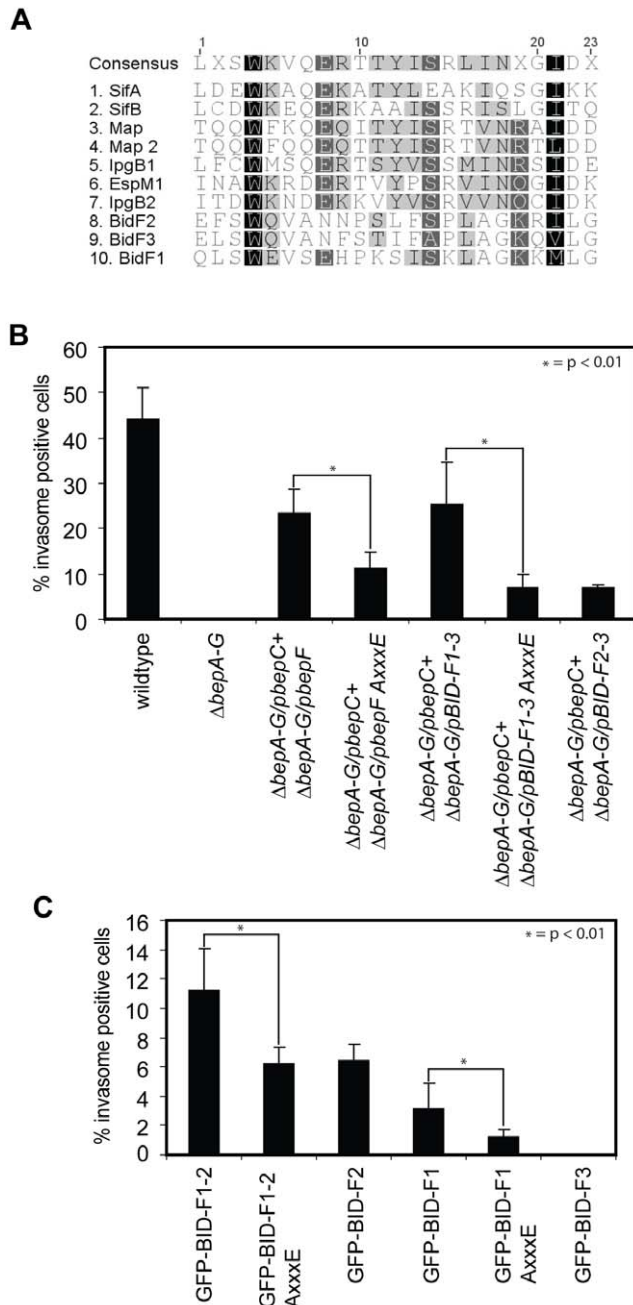 A
1 10 20 23
Consensus L X S W K V Q E R T T Y I S R L I N X G I D X
1. SifA L D E W K A Q E K A T Y L E A K I Q S G I K K
2. SifB L C D W K E Q E R K A A I S S R I S L G I T Q
3. Map T Q Q W F K Q E Q I T Y I S R T V N R A I D D
4. Map 2 T Q Q W F Q Q E Q K T Y I S R T V N R T L D D
5. IpgB1 L F C W M S Q E R T S Y V S S M I N R S I D E
6. EspM1 I N A W K R D E R T V Y P S R V I N Q G I D K
7. IpgB2 I T D W K N D E K K V Y V S R V V N Q C I D K
8. BidF2 E F S W Q V A N N P S L F S P L A G K R I L G
9. BidF3 E L S W Q V A N F S T I F A P L A G K Q V L G
10. BidF1 Q L S W E V S E H P K S I S K L A G K K M L G
B
% invasome positive cells
60
50
40
30
20
10
0
* = p < 0.01
*
*
wildtype
ΔbepA-G
ΔbepA-G/pbepC+
ΔbepA-G/pbepF
ΔbepA-G/pbepC+
ΔbepA-G/pbepF AxxxE
ΔbepA-G/pbepC+
ΔbepA-G/pBID-F1-3
ΔbepA-G/pbepC+
ΔbepA-G/pBID-F1-3 AxxxE
ΔbepA-G/pbepC+
ΔbepA-G/pBID-F2-3
C
% invasome positive cells
16
14
12
10
8
6
4
2
0
* = p < 0.01
*
*
GFP-BID-F1-2
GFP-BID-F1-2
AxxxE
GFP-BID-F2
GFP-BID-F1
GFP-BID-F1
AxxxE
GFP-BID-F3